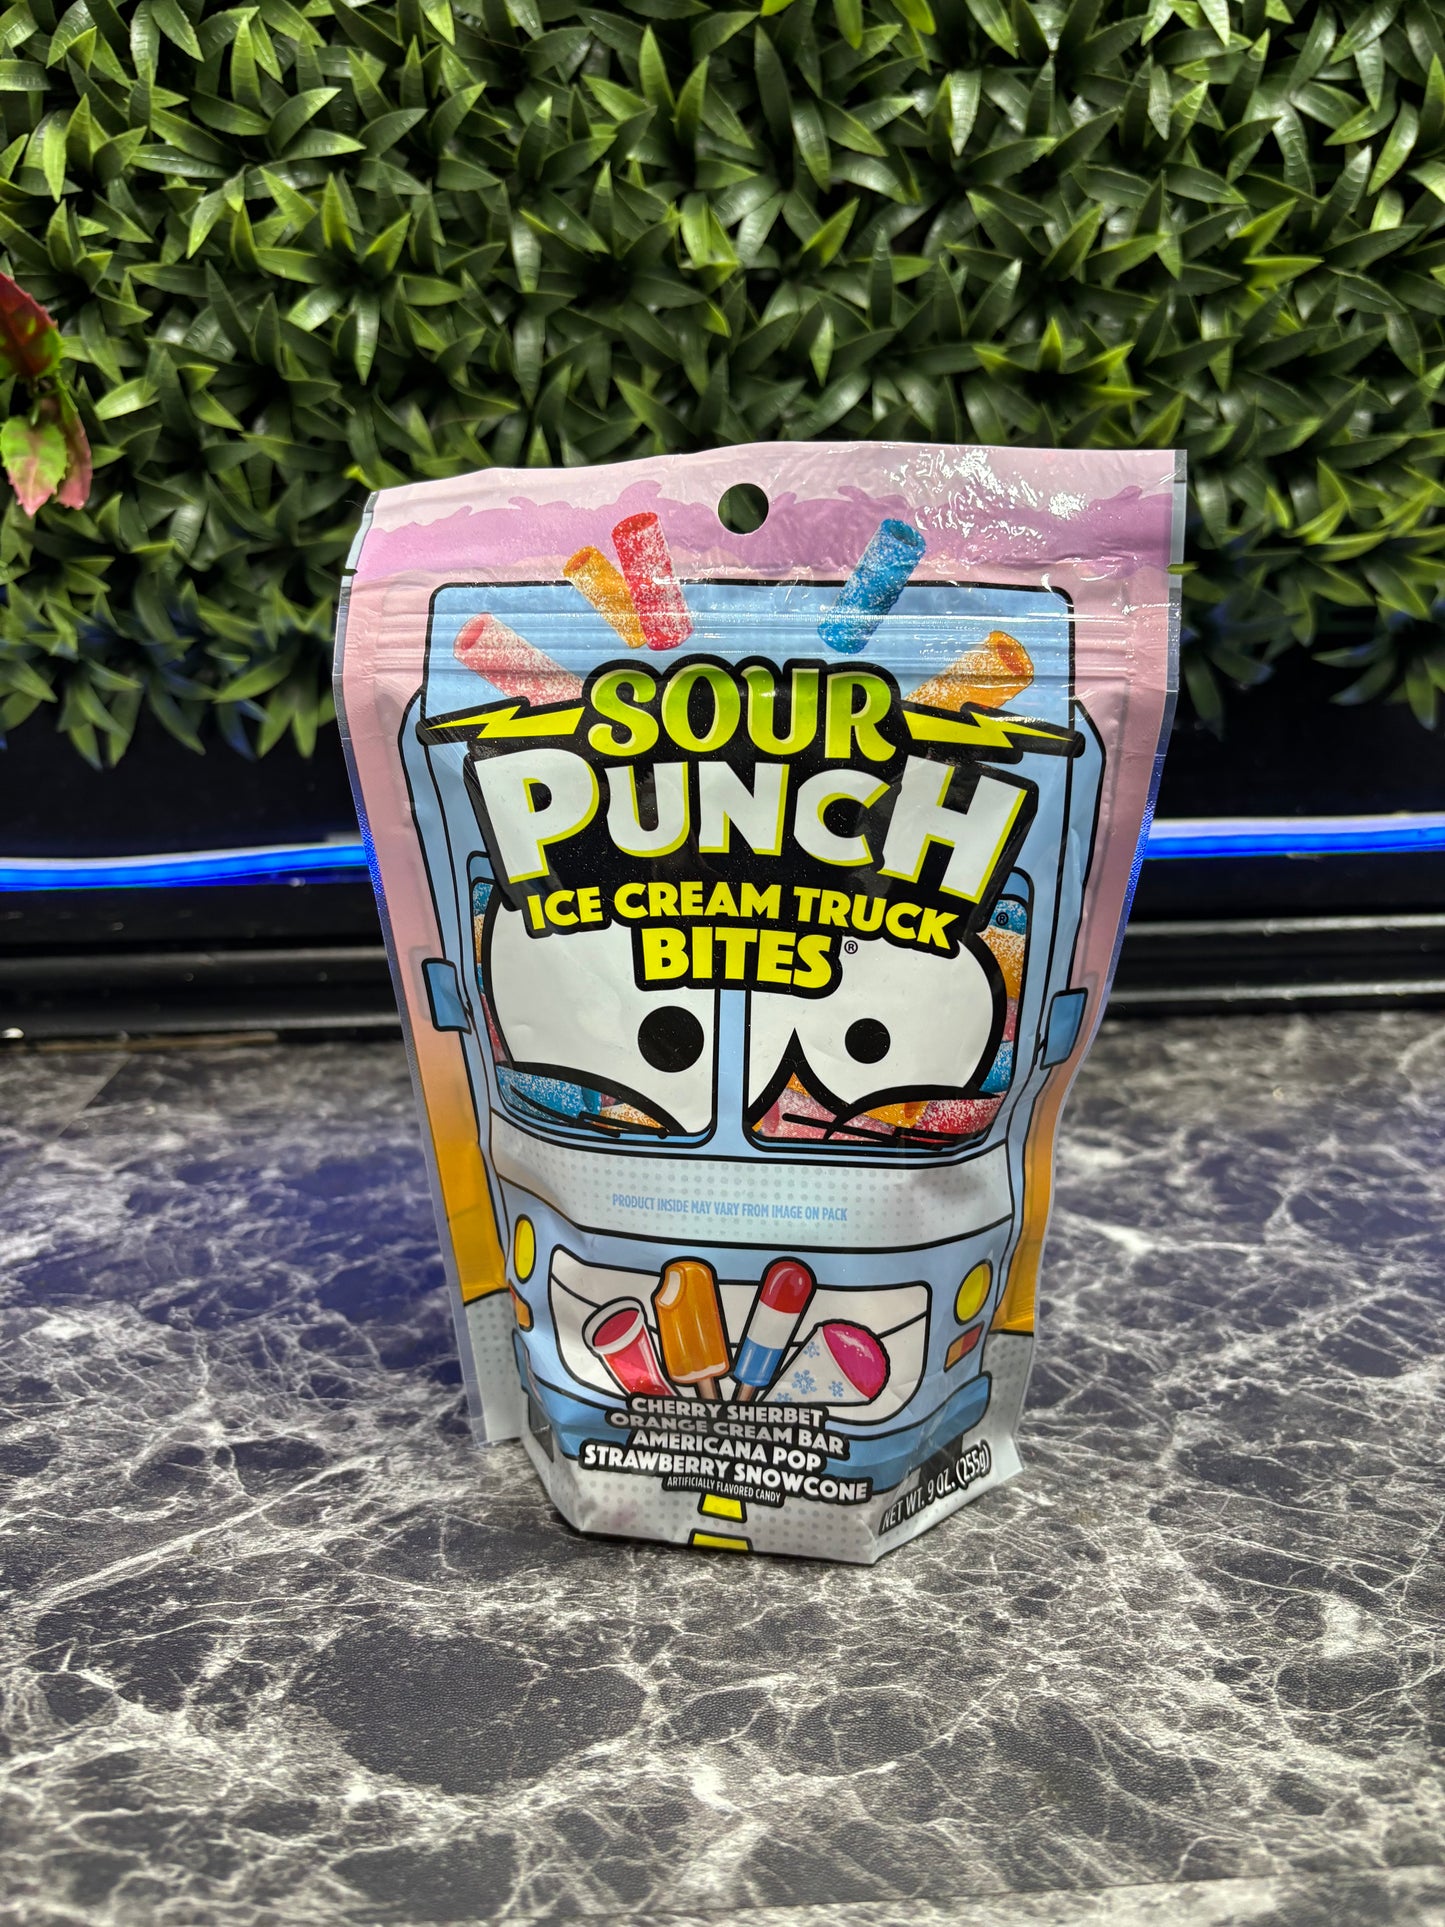 SOUR
PUNCH
ICE CREAM TRUCK ®
BITES®
PRODUCT INSIDE MAY VARY FROM IMAGE ON PACK
CHERRY SHERBET
ORANGE CREAM BAR
AMERICANA POP
STRAWBERRY SNOWCONE
ARTIFICIALLY FLAVORED CANDY
NET WT. 9 OZ. (255g)